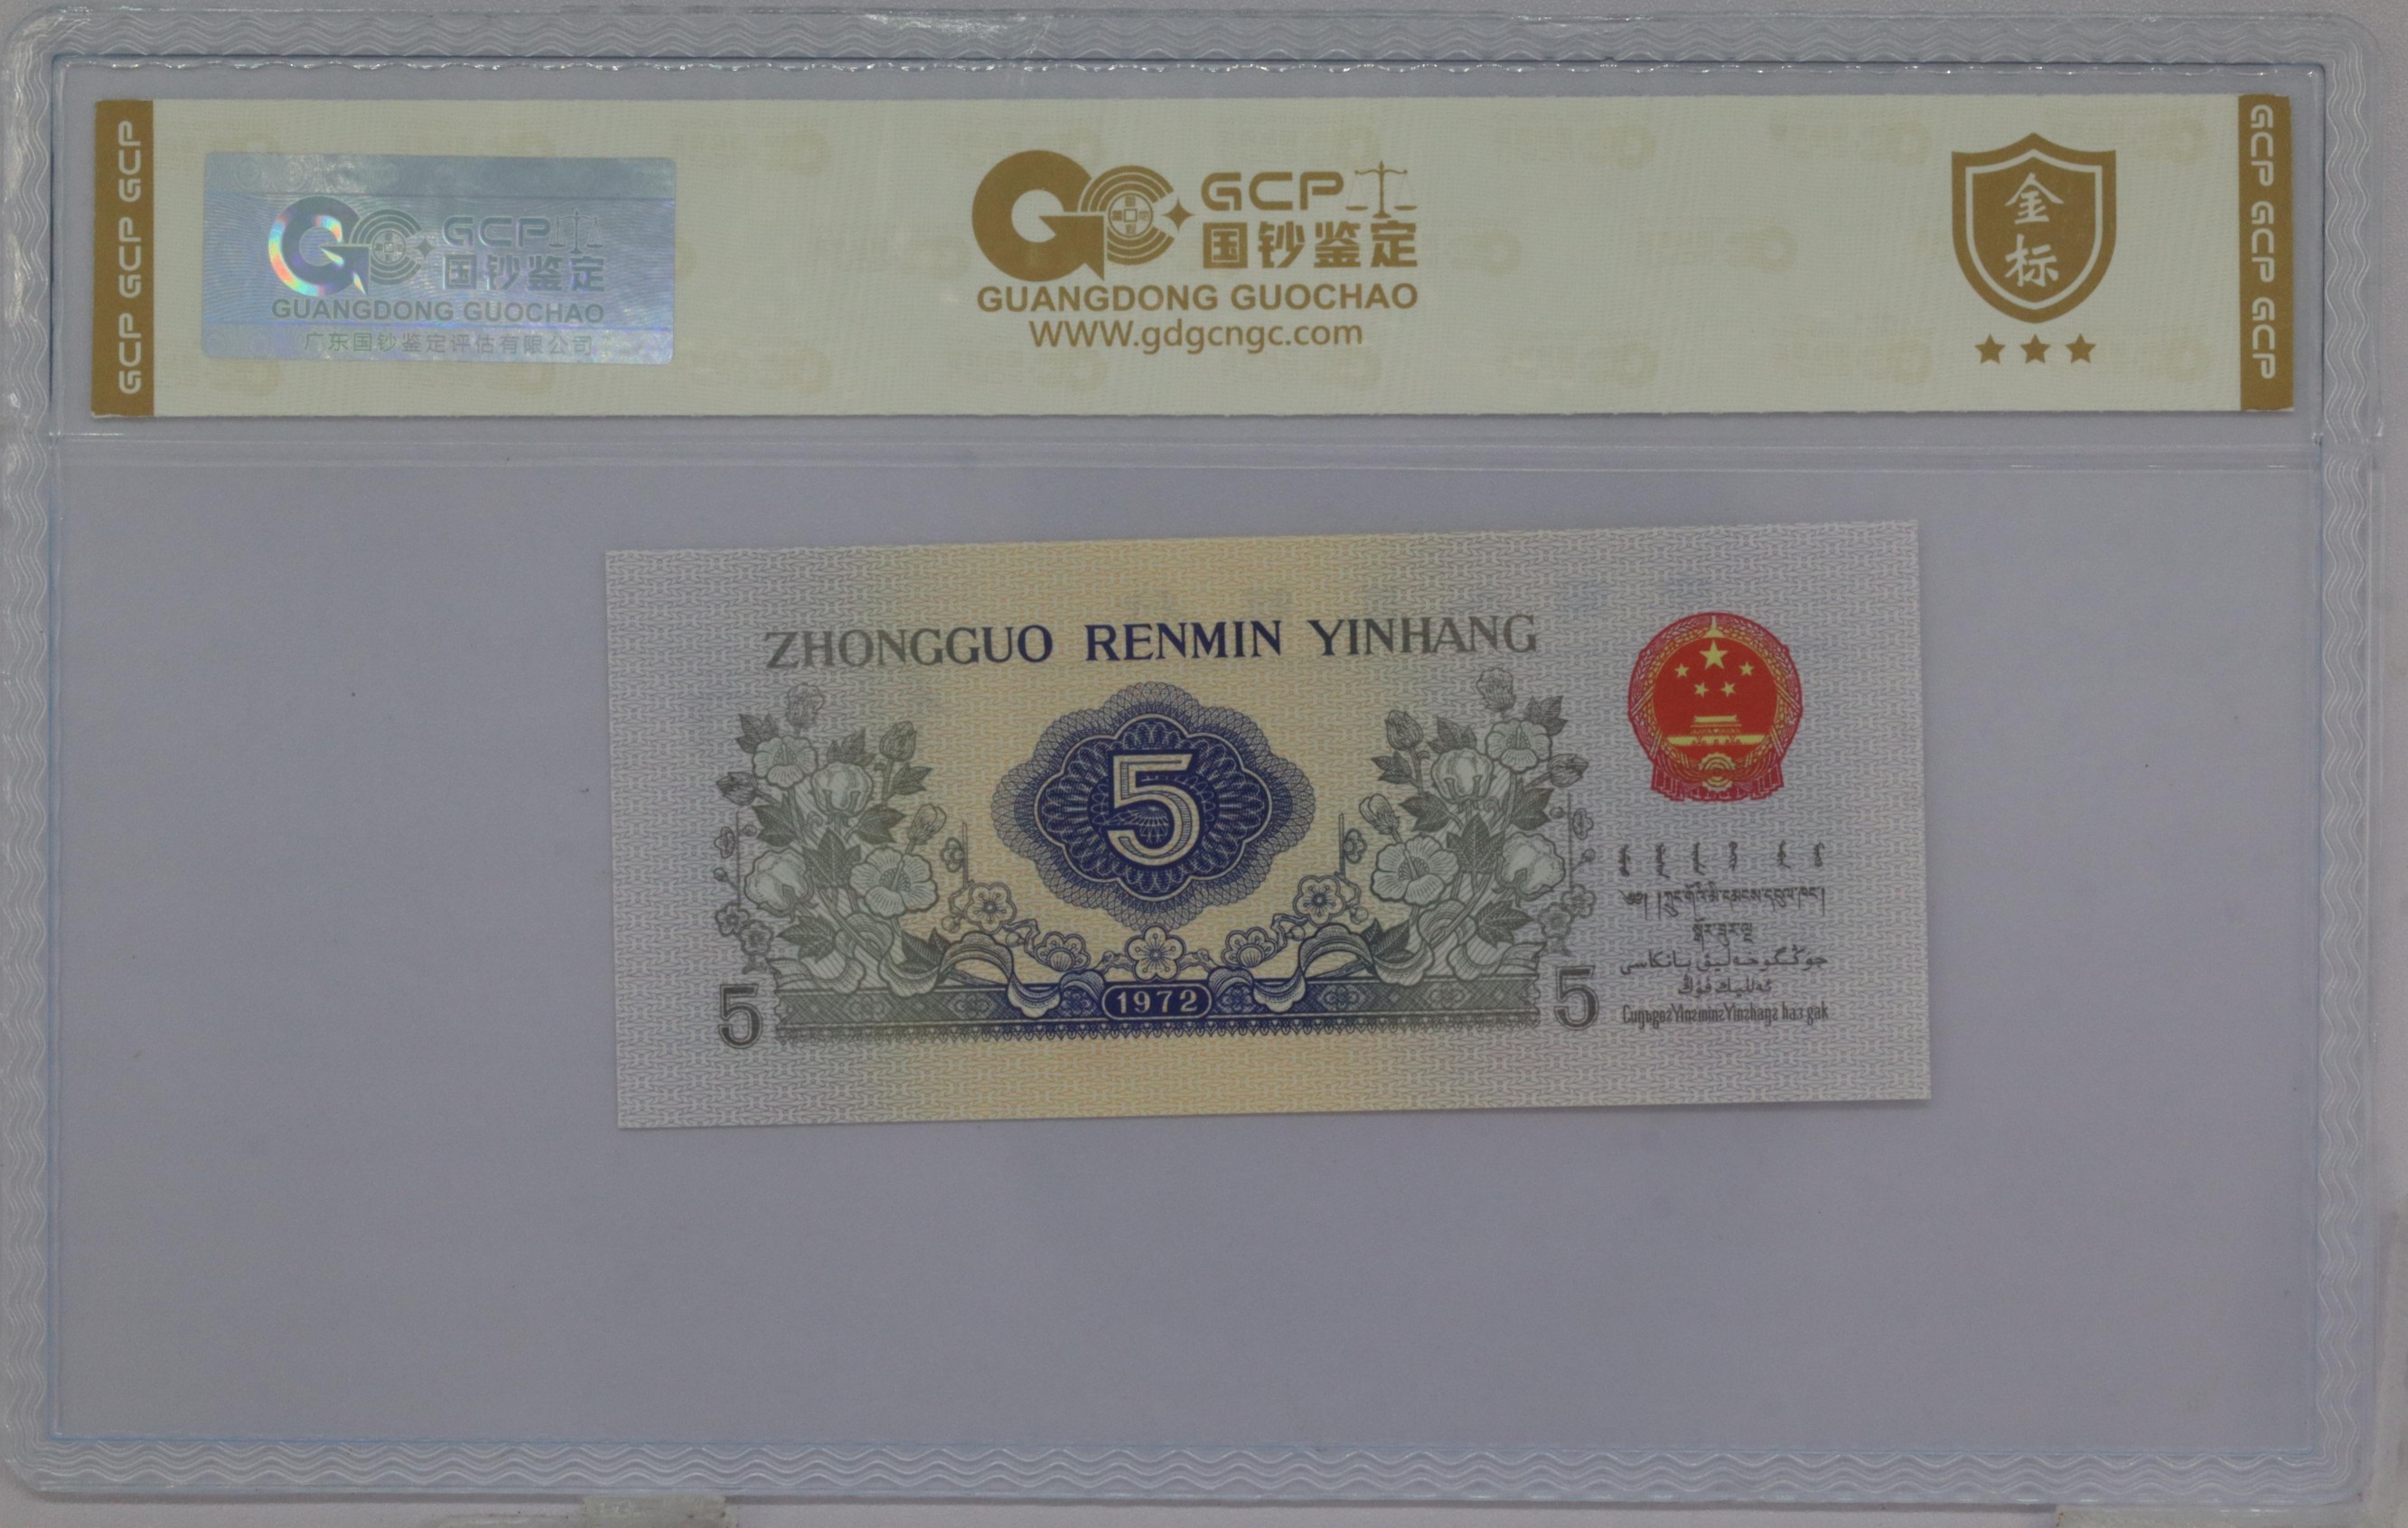 GCP GCP GCP
GCP
国钞鉴定
GUANGDONG GUOCHAO
广东国钞鉴定评估有限公司
GCP
国钞鉴定
GUANGDONG GUOCHAO
WWW.gdgcngc.com
金
标
GCP GCP GCP
ZHONGGUO RENMIN YINHANG
5
1972
5
5